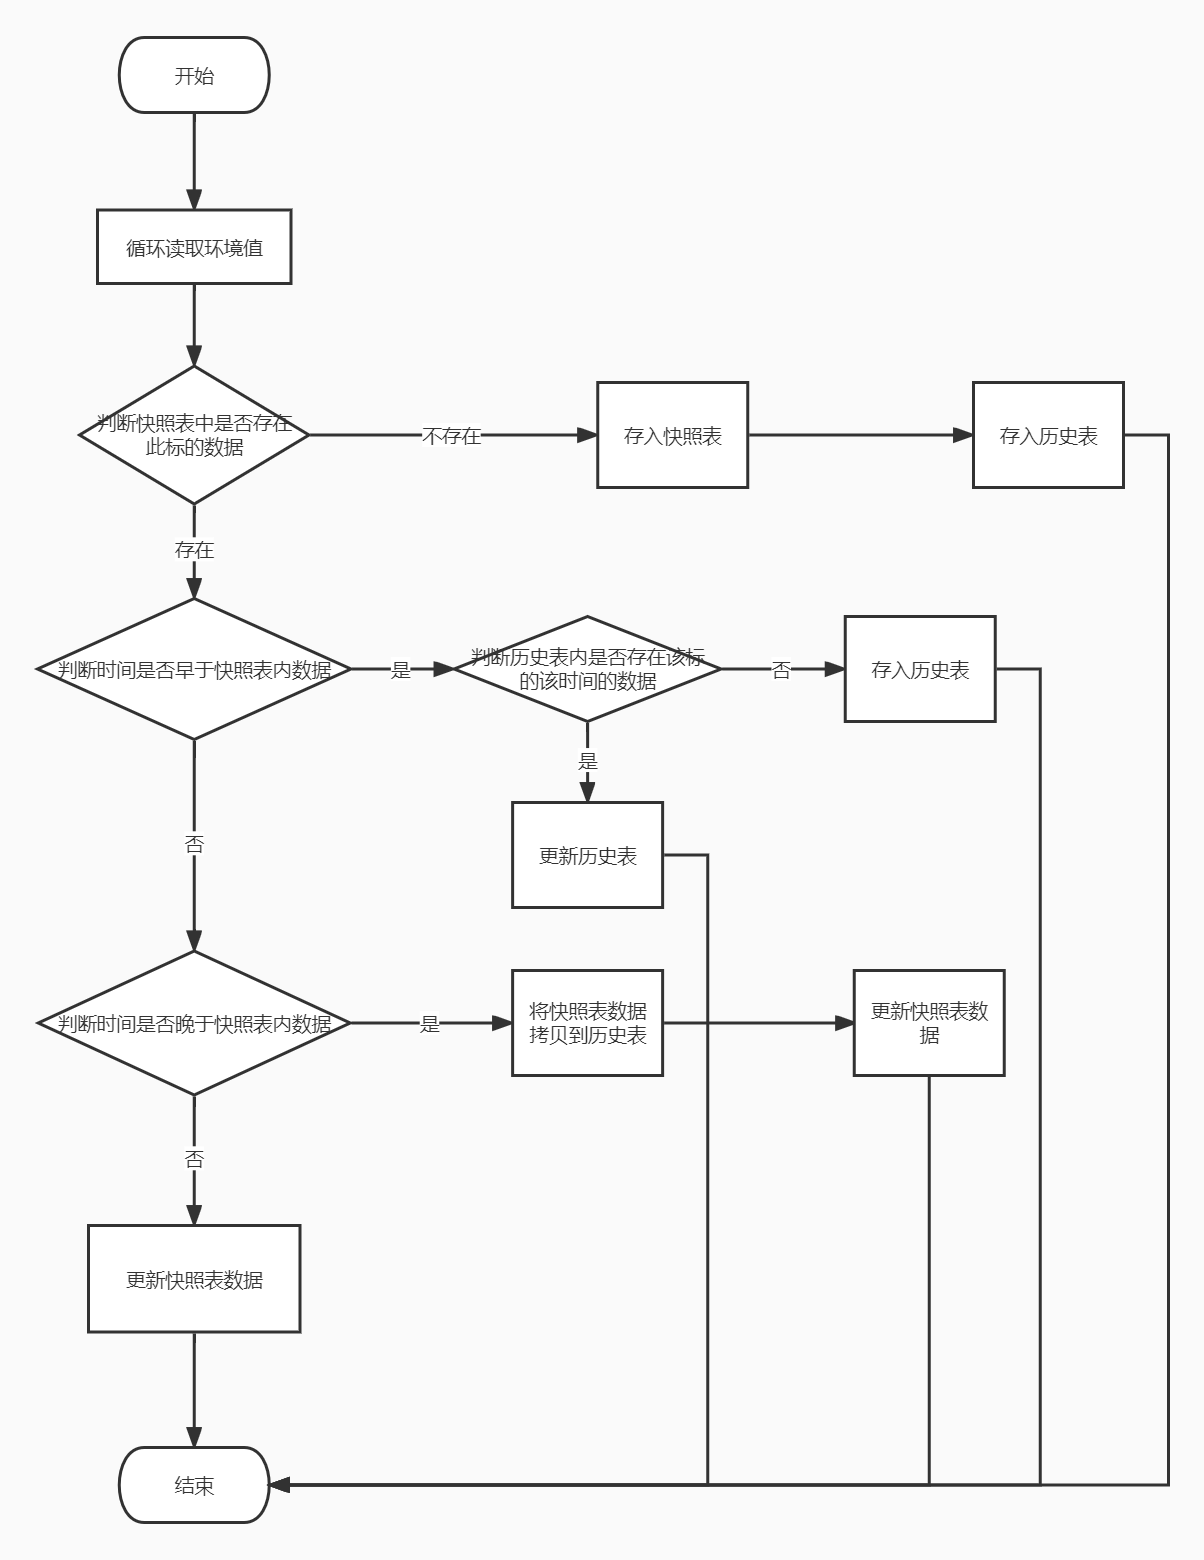 开始
循环读取环境值
判断快照表中是否存在
此标的数据
不存在
存入快照表
存入历史表
存在
判断时间是否早于快照表内数据
是
判断历史表内是否存在该标
的该时间的数据
否
存入历史表
是
更新历史表
否
判断时间是否晚于快照表内数据
是
将快照表数据
拷贝到历史表
更新快照表数
据
否
更新快照表数据
结束